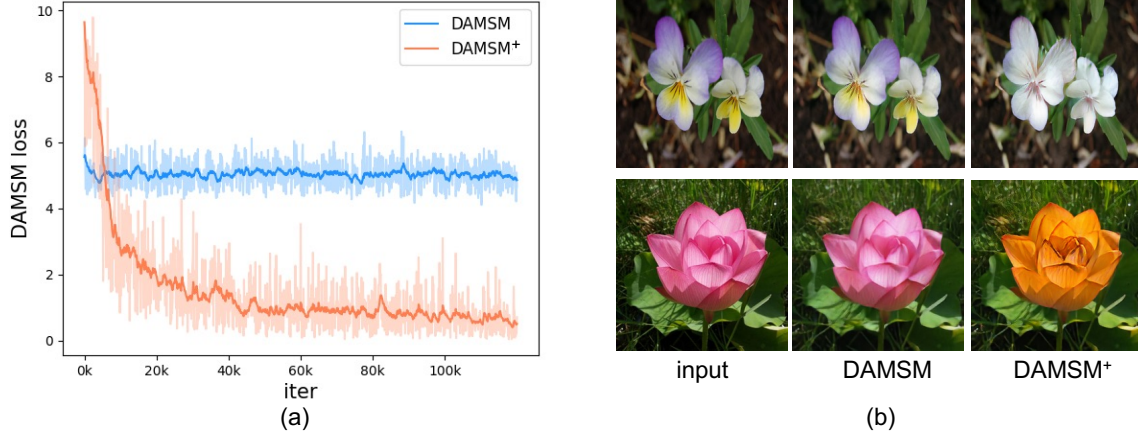 10
8
6
4
2
0
DAMSM loss
DAMSM
DAMSM⁺
0k 20k 40k 60k 80k 100k
iter
(a)
input DAMSM DAMSM⁺
(b)